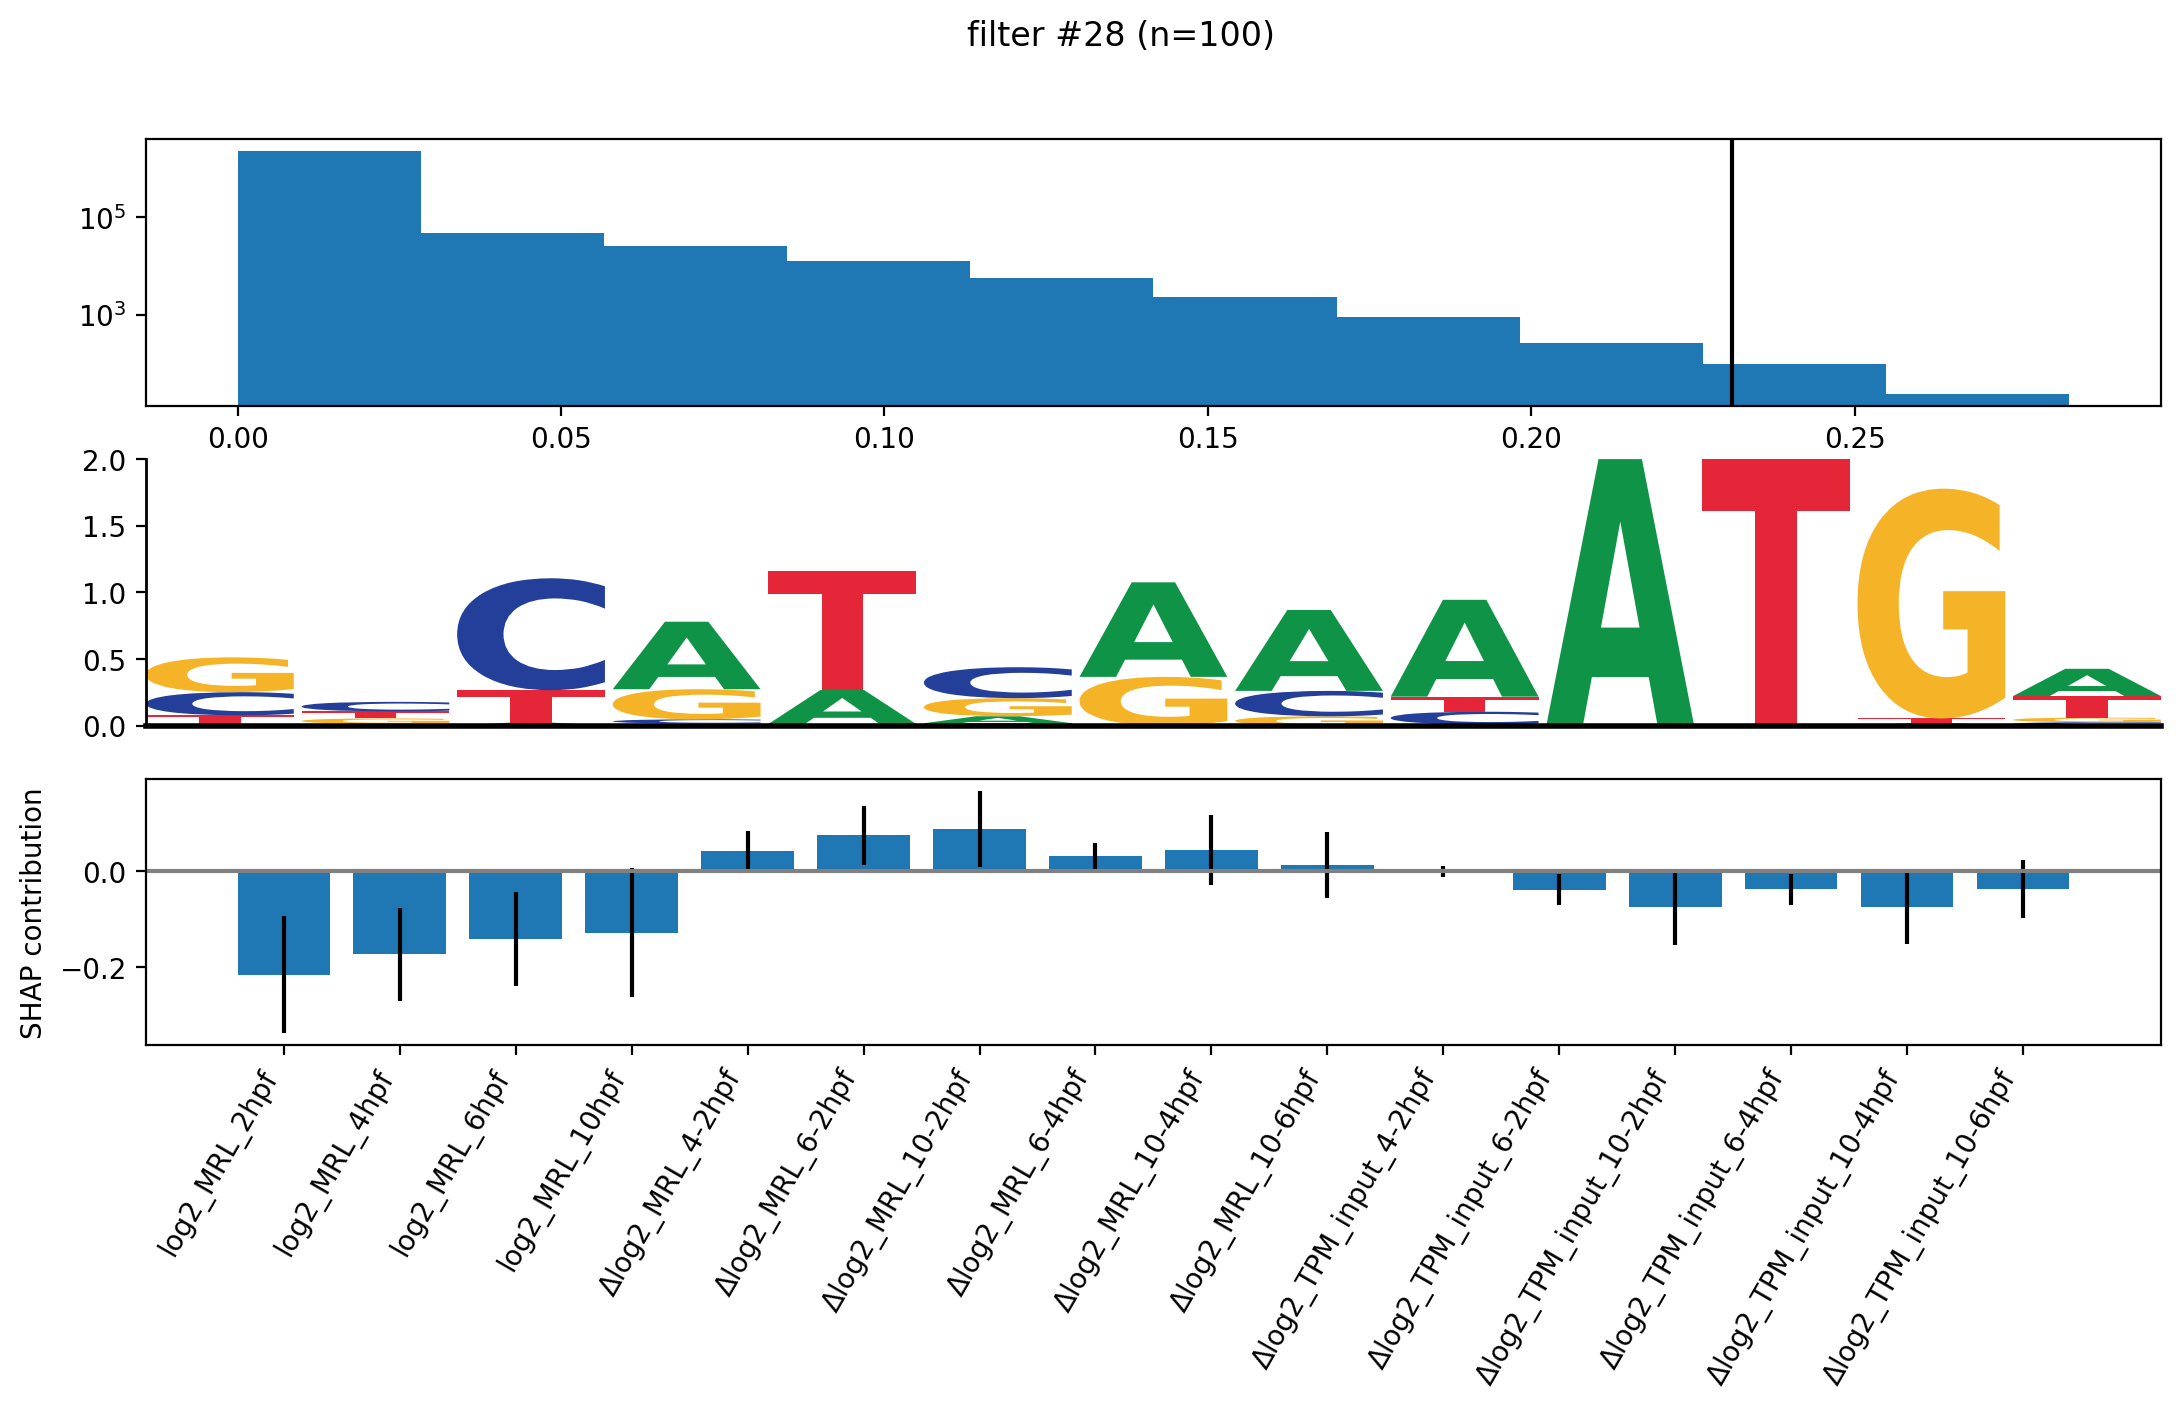 filter #28 (n=100)
10^5
10^3
0.00 0.05 0.10 0.15 0.20 0.25
2.0
1.5
1.0
0.5
0.0
G C T C T G C T A G C T A C G A A G A C G A T C A T G T A T G C
SHAP contribution
0.0
−0.2
log2_MRL_2hpf
log2_MRL_4hpf
log2_MRL_6hpf
log2_MRL_10hpf
Δlog2_MRL_4-2hpf
Δlog2_MRL_6-2hpf
Δlog2_MRL_10-2hpf
Δlog2_MRL_6-4hpf
Δlog2_MRL_10-4hpf
Δlog2_MRL_10-6hpf
Δlog2_TPM_input_4-2hpf
Δlog2_TPM_input_6-2hpf
Δlog2_TPM_input_10-2hpf
Δlog2_TPM_input_6-4hpf
Δlog2_TPM_input_10-4hpf
Δlog2_TPM_input_10-6hpf